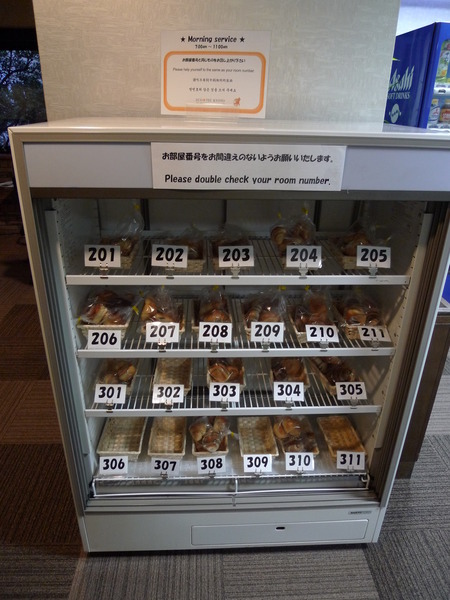 ★ Morning service ★
7:00am ~ 11:00am
Please help yourself to the same as your room number.
お部屋番号をお間違えのないようお願いいたします。
Please double check your room number.
Asahi
SOFT DRINKS
201 202 203 204 205
206 207 208 209 210 211
301 302 303 304 305
306 307 308 309 310 311